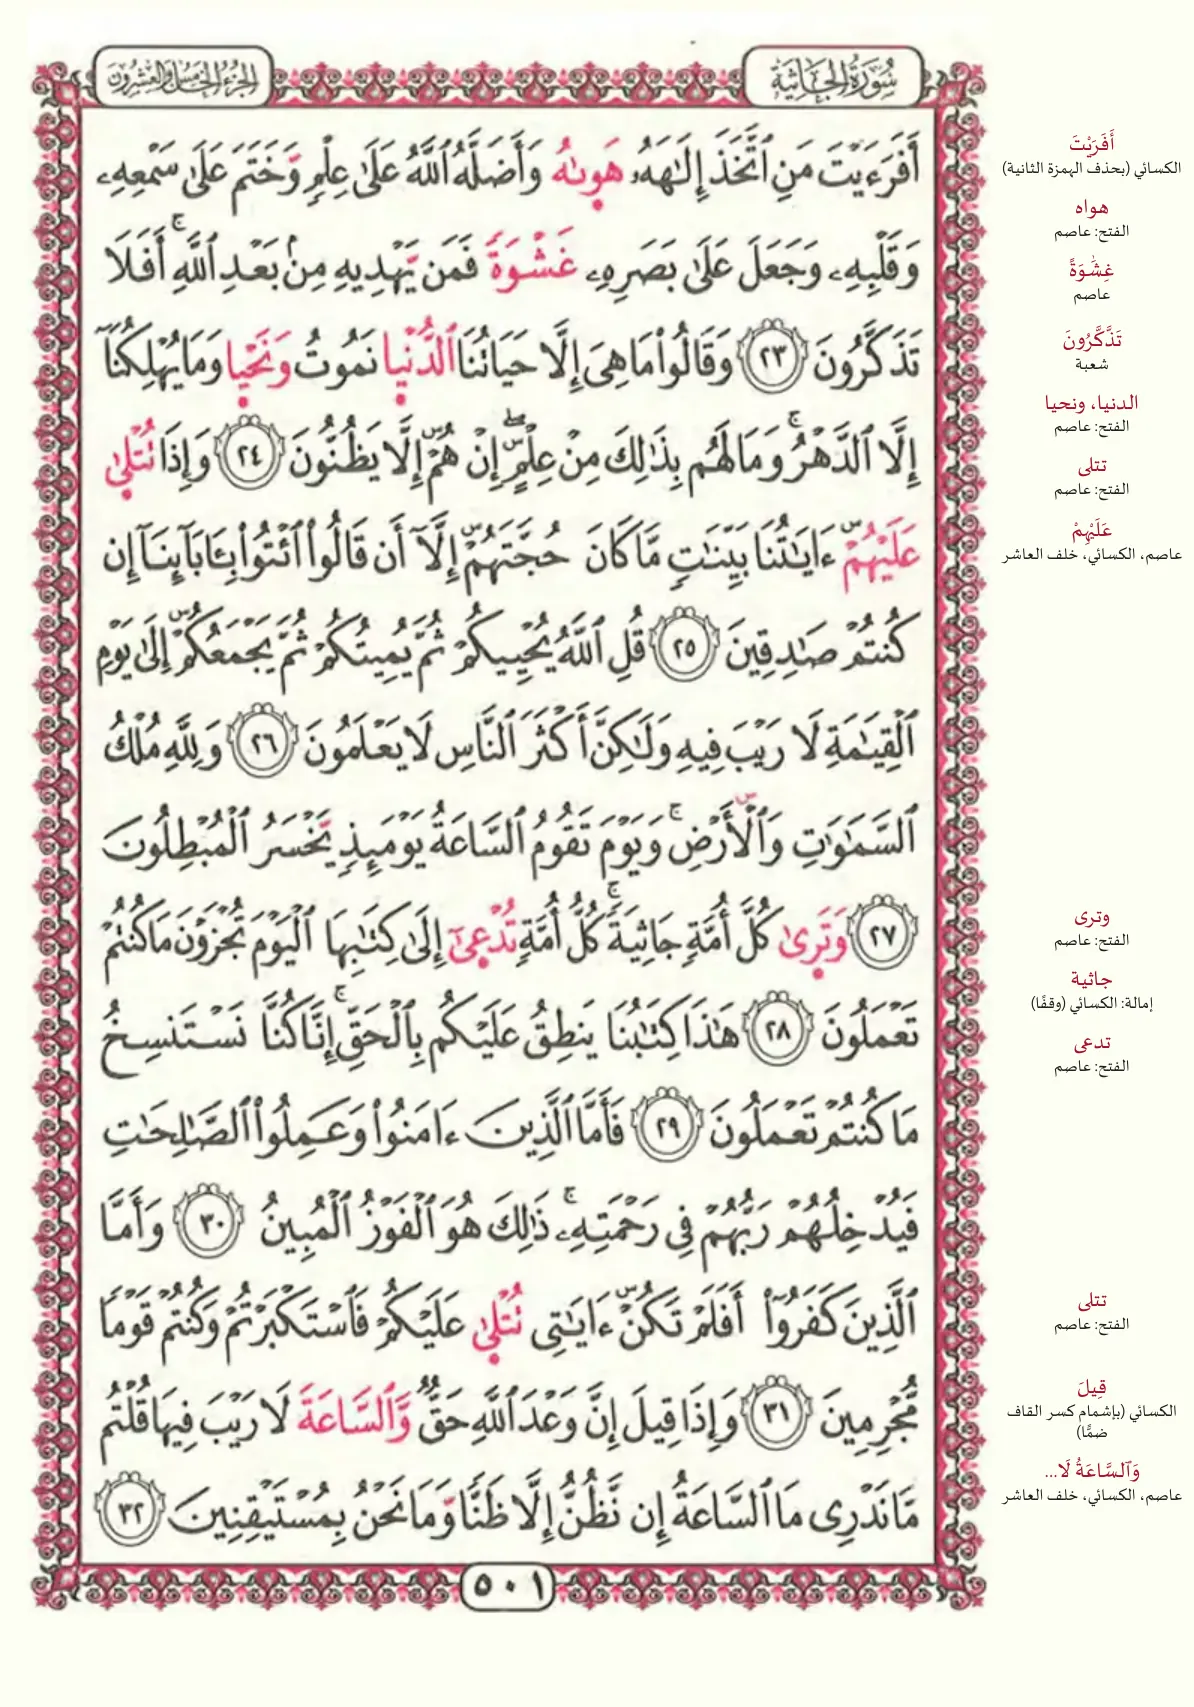 سُورَةُ الجَاثِيَة
الجُزءُ الخَامِسُ وَالعِشْرُونَ
أَفَرَءَيْتَ مَنِ ٱتَّخَذَ إِلَـٰهَهُۥ هَوَىٰهُ وَأَضَلَّهُ ٱللَّهُ عَلَىٰ عِلْمٍ وَخَتَمَ عَلَىٰ سَمْعِهِۦ
وَقَلْبِهِۦ وَجَعَلَ عَلَىٰ بَصَرِهِۦ غَشْوَةً فَمَن يَهْدِيهِ مِنۢ بَعْدِ ٱللَّهِ ۚ أَفَلَا
تَذَكَّرُونَ ٢٣ وَقَالُوا۟ مَا هِىَ إِلَّا حَيَاتُنَا ٱلدُّنْيَا نَمُوتُ وَنَحْيَا وَمَا يُهْلِكُنَآ
إِلَّا ٱلدَّهْرُ ۚ وَمَا لَهُم بِذَٰلِكَ مِنْ عِلْمٍ ۖ إِنْ هُمْ إِلَّا يَظُنُّونَ ٢٤ وَإِذَا تُتْلَىٰ
عَلَيْهُمْ ءَايَـٰتُنَا بَيِّنَـٰتٍ مَّا كَانَ حُجَّتَهُمْ إِلَّآ أَن قَالُوا۟ ٱئْتُوا۟ بِـَٔابَآئِنَآ إِن
كُنتُمْ صَـٰدِقِينَ ٢٥ قُلِ ٱللَّهُ يُحْيِيكُمْ ثُمَّ يُمِيتُكُمْ ثُمَّ يَجْمَعُكُمْ إِلَىٰ يَوْمِ
ٱلْقِيَـٰمَةِ لَا رَيْبَ فِيهِ وَلَـٰكِنَّ أَكْثَرَ ٱلنَّاسِ لَا يَعْلَمُونَ ٢٦ وَلِلَّهِ مُلْكُ
ٱلسَّمَـٰوَٰتِ وَٱلْأَرْضِ ۚ وَيَوْمَ تَقُومُ ٱلسَّاعَةُ يَوْمَئِذٍ يَخْسَرُ ٱلْمُبْطِلُونَ
٢٧ وَتَرَىٰ كُلَّ أُمَّةٍ جَاثِيَةً ۚ كُلُّ أُمَّةٍ تُدْعَىٰٓ إِلَىٰ كِتَـٰبِهَا ٱلْيَوْمَ تُجْزَوْنَ مَا كُنتُمْ
تَعْمَلُونَ ٢٨ هَـٰذَا كِتَـٰبُنَا يَنطِقُ عَلَيْكُم بِٱلْحَقِّ ۚ إِنَّا كُنَّا نَسْتَنسِخُ
مَا كُنتُمْ تَعْمَلُونَ ٢٩ فَأَمَّا ٱلَّذِينَ ءَامَنُوا۟ وَعَمِلُوا۟ ٱلصَّـٰلِحَـٰتِ
فَيُدْخِلُهُمْ رَبُّهُمْ فِى رَحْمَتِهِۦ ۚ ذَٰلِكَ هُوَ ٱلْفَوْزُ ٱلْمُبِينُ ٣٠ وَأَمَّا
ٱلَّذِينَ كَفَرُوٓا۟ أَفَلَمْ تَكُنْ ءَايَـٰتِى تُتْلَىٰ عَلَيْكُمْ فَٱسْتَكْبَرْتُمْ وَكُنتُمْ قَوْمًا
مُّجْرِمِينَ ٣١ وَإِذَا قِيلَ إِنَّ وَعْدَ ٱللَّهِ حَقٌّ وَٱلسَّاعَةَ لَا رَيْبَ فِيهَا قُلْتُم
مَّا نَدْرِى مَا ٱلسَّاعَةُ إِن نَّظُنُّ إِلَّا ظَنًّا وَمَا نَحْنُ بِمُسْتَيْقِنِينَ ٣٢
٥٠١
أَفَرَيْتَ
الكسائي (بحذف الهمزة الثانية)
هواه
الفتح: عاصم
غِشَٰوَةً
عاصم
تَذَّكَّرُونَ
شعبة
الدنيا، ونحيا
الفتح: عاصم
تتلى
الفتح: عاصم
عَلَيْهِمْ
عاصم، الكسائي، خلف العاشر
وترى
الفتح: عاصم
جاثية
إمالة: الكسائي (وقفًا)
تدعى
الفتح: عاصم
تتلى
الفتح: عاصم
قِيلَ
الكسائي (بإشمام كسر القاف
ضمًّا)
وَٱلسَّاعَةُ لَا...
عاصم، الكسائي، خلف العاشر